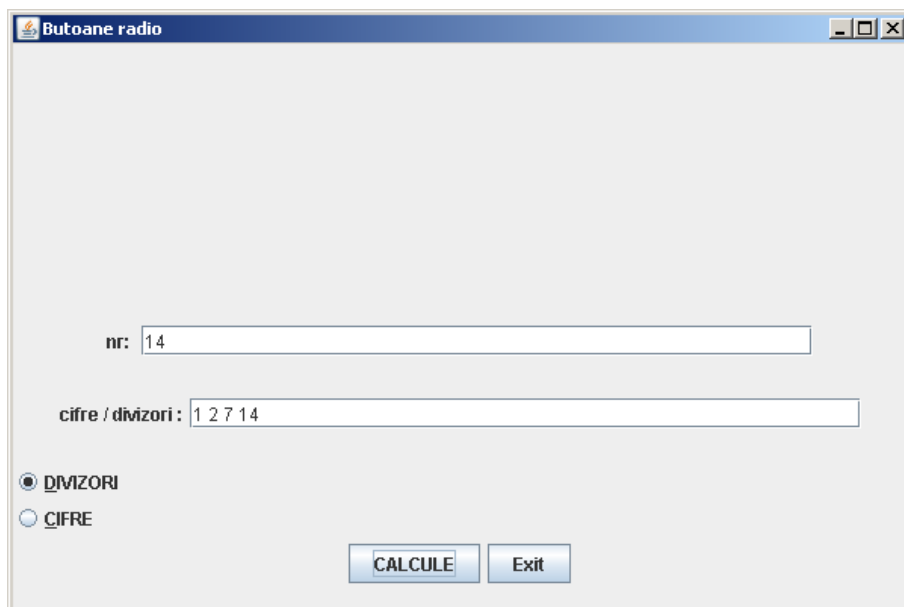 Butoane radio
nr: 14
cifre / divizori : 1 2 7 14
DIVIZORI
CIFRE
CALCULE Exit